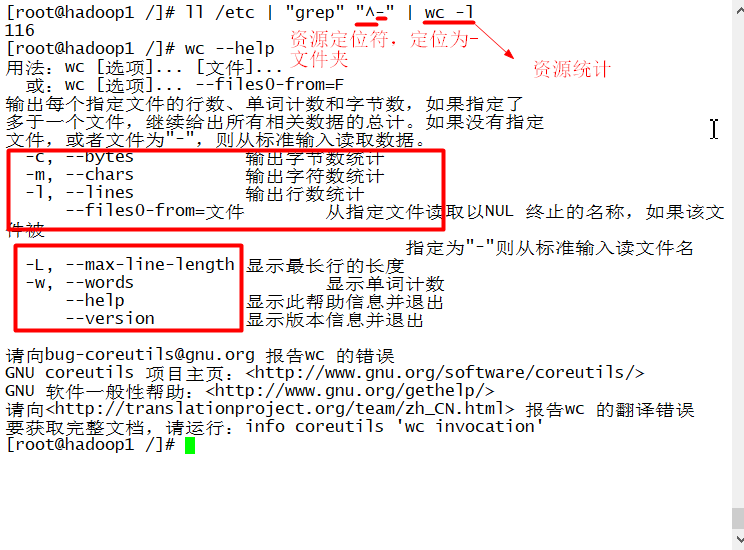 [root@hadoop1 /]# ll /etc | "grep" "^-" | wc -l
116
资源定位符,定位为-
文件夹
资源统计
[root@hadoop1 /]# wc --help
用法:wc [选项]... [文件]...
或:wc [选项]... --files0-from=F
输出每个指定文件的行数、单词计数和字节数,如果指定了
多于一个文件,继续给出所有相关数据的总计。如果没有指定
文件,或者文件为"-",则从标准输入读取数据。
-c, --bytes 输出字节数统计
-m, --chars 输出字符数统计
-l, --lines 输出行数统计
--files0-from=文件 从指定文件读取以NUL 终止的名称,如果该文
件被
指定为"-"则从标准输入读文件名
-L, --max-line-length 显示最长行的长度
-w, --words 显示单词计数
--help 显示此帮助信息并退出
--version 显示版本信息并退出
请向bug-coreutils@gnu.org 报告wc 的错误
GNU coreutils 项目主页:<http://www.gnu.org/software/coreutils/>
GNU 软件一般性帮助:<http://www.gnu.org/gethelp/>
请向<http://translationproject.org/team/zh_CN.html> 报告wc 的翻译错误
要获取完整文档,请运行:info coreutils 'wc invocation'
[root@hadoop1 /]#